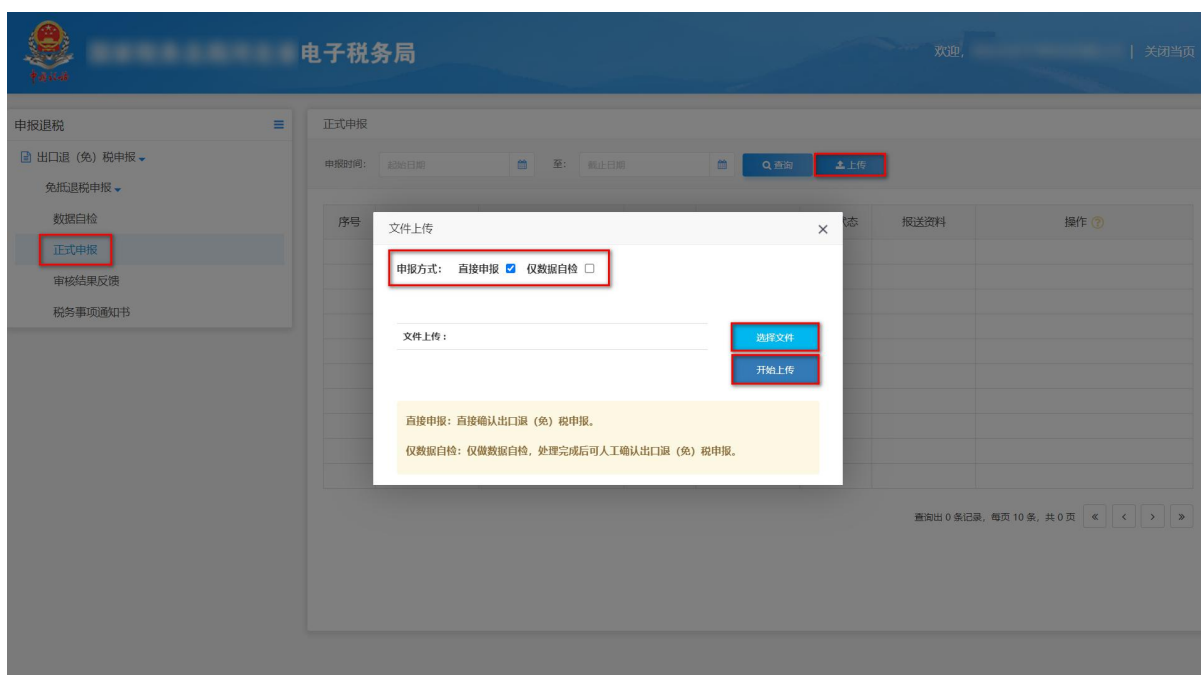 电子税务局
欢迎,
| 关闭当页
申报退税
出口退(免)税申报
免抵退税申报
数据自检
正式申报
审核结果反馈
税务事项通知书
正式申报
申报时间: 起始日期 至: 截止日期 查询 上传
序号 状态 报送资料 操作
文件上传
申报方式: 直接申报 仅数据自检
文件上传:
选择文件
开始上传
直接申报:直接确认出口退(免)税申报。
仅数据自检:仅做数据自检,处理完成后可人工确认出口退(免)税申报。
查询出 0 条记录, 每页 10 条, 共 0 页 « < > »